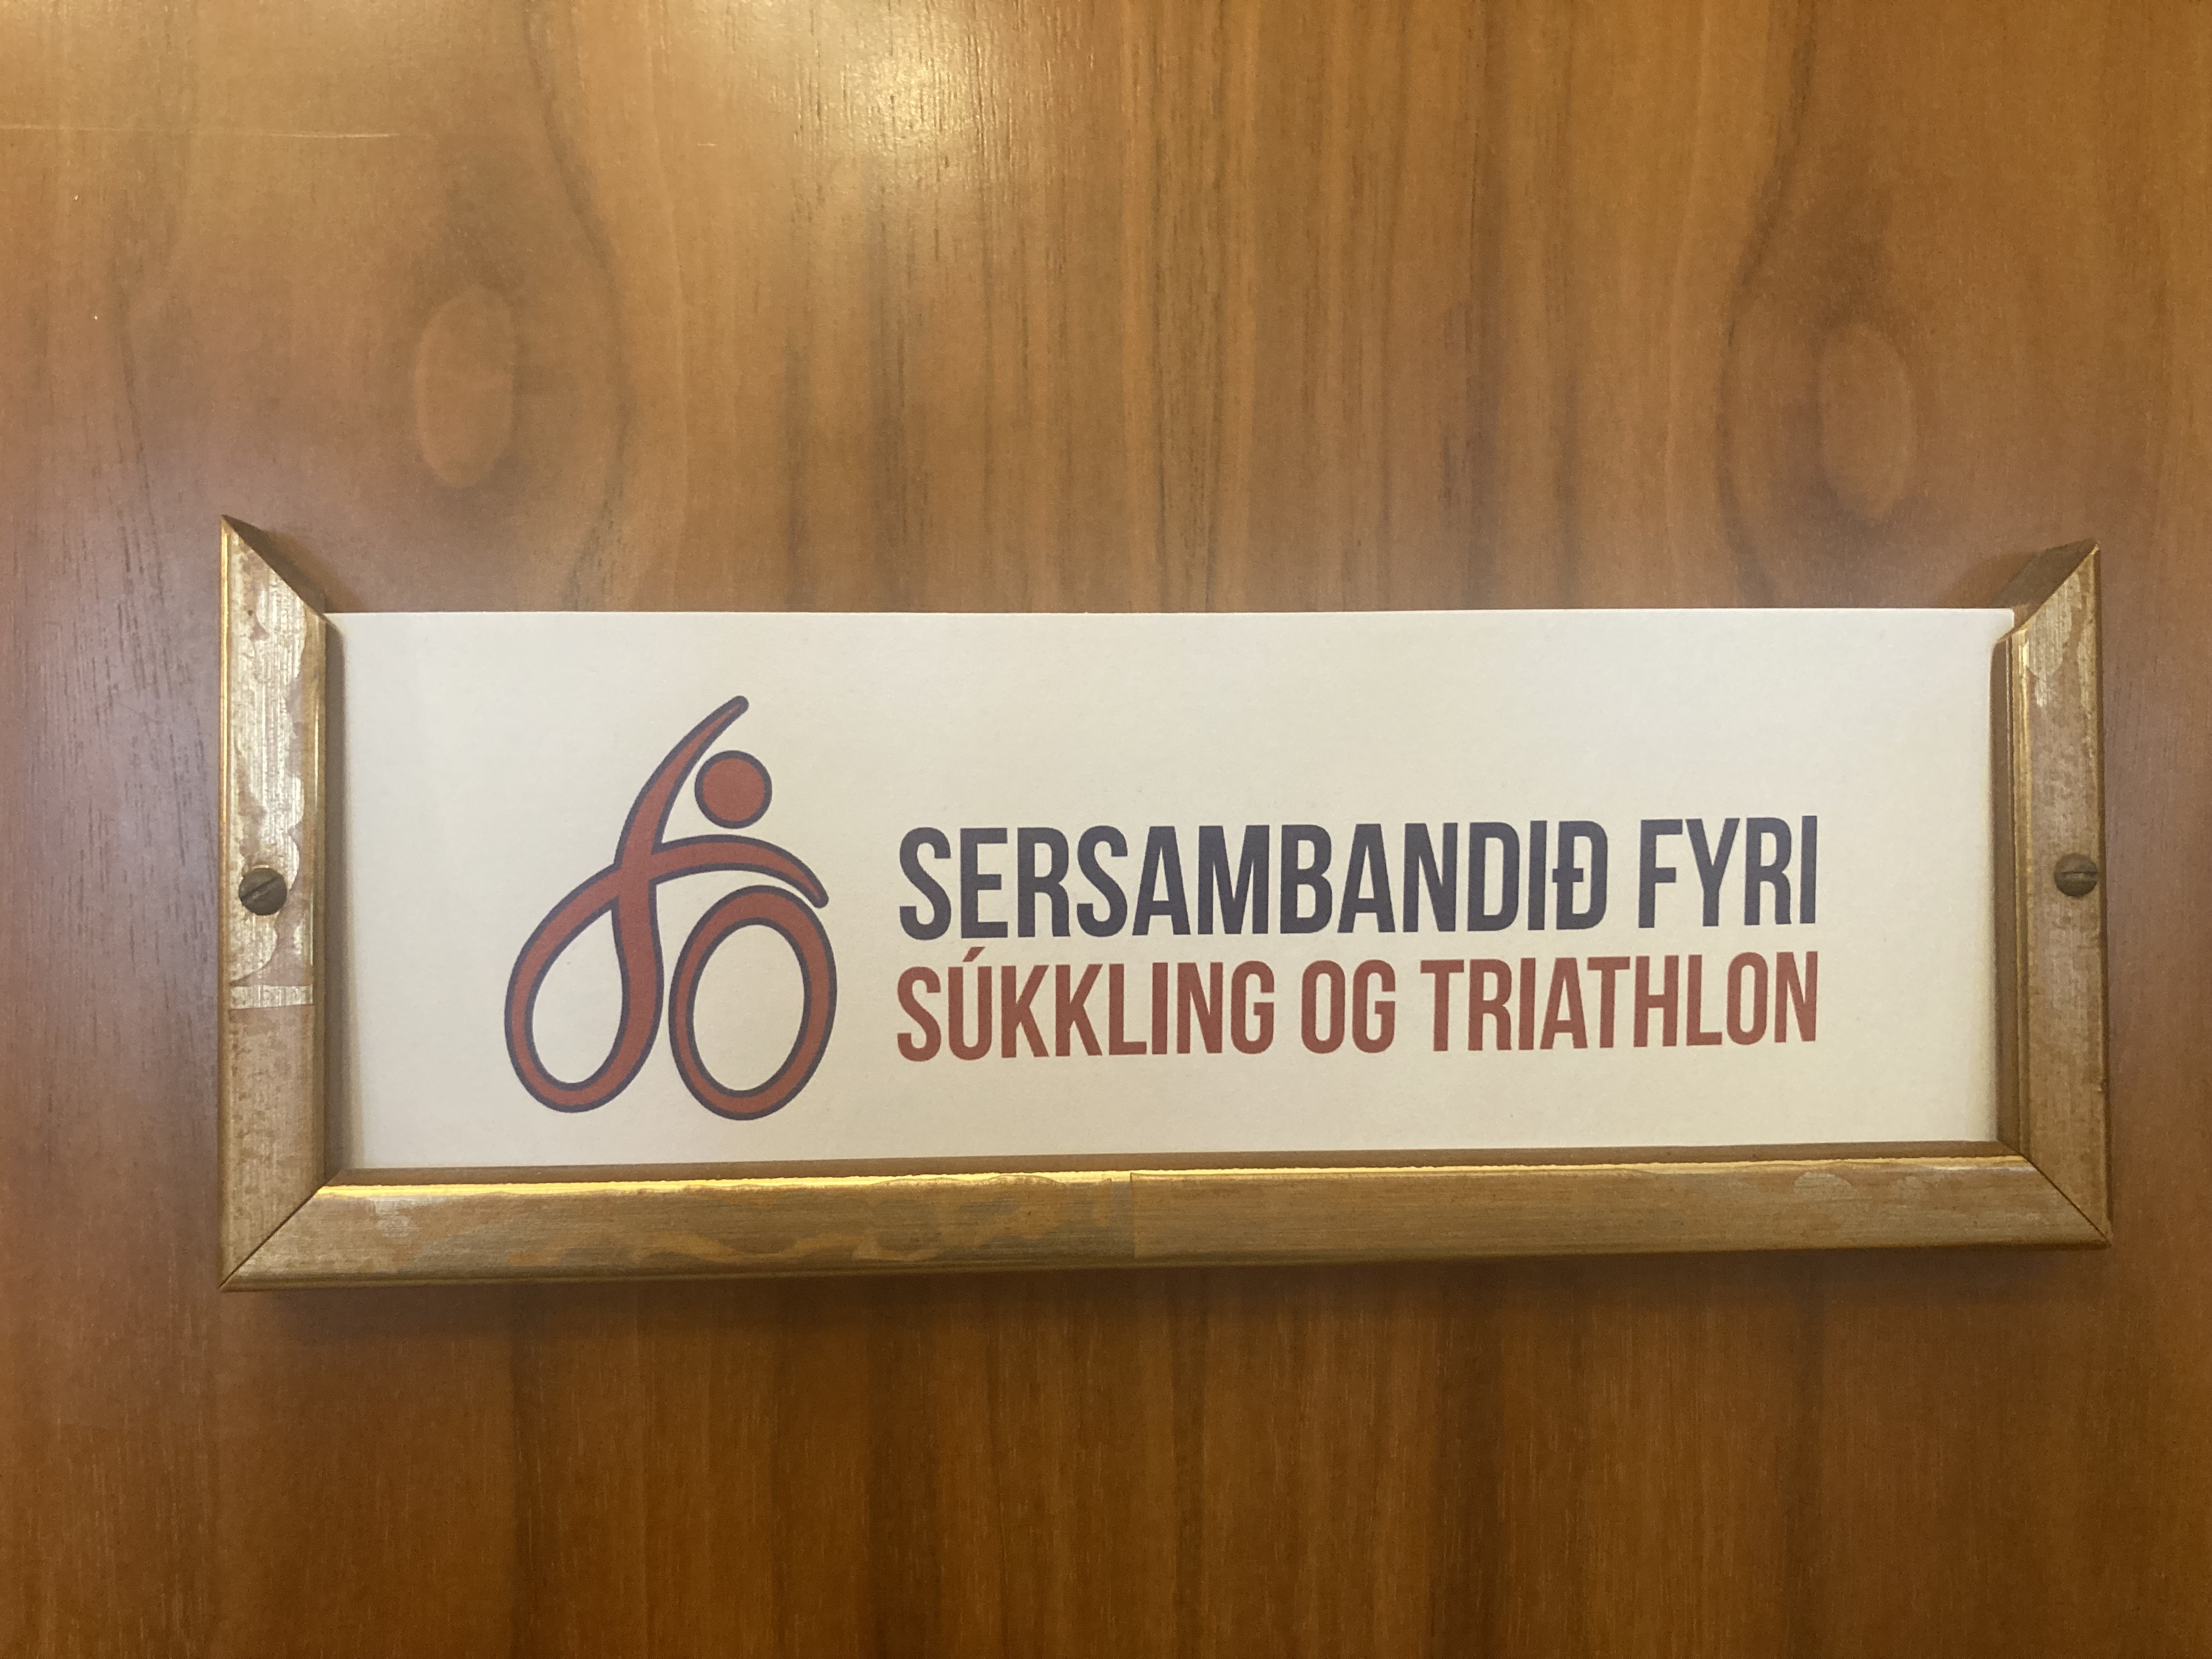 SERSAMBANDIÐ FYRI
SÚKKLING OG TRIATHLON